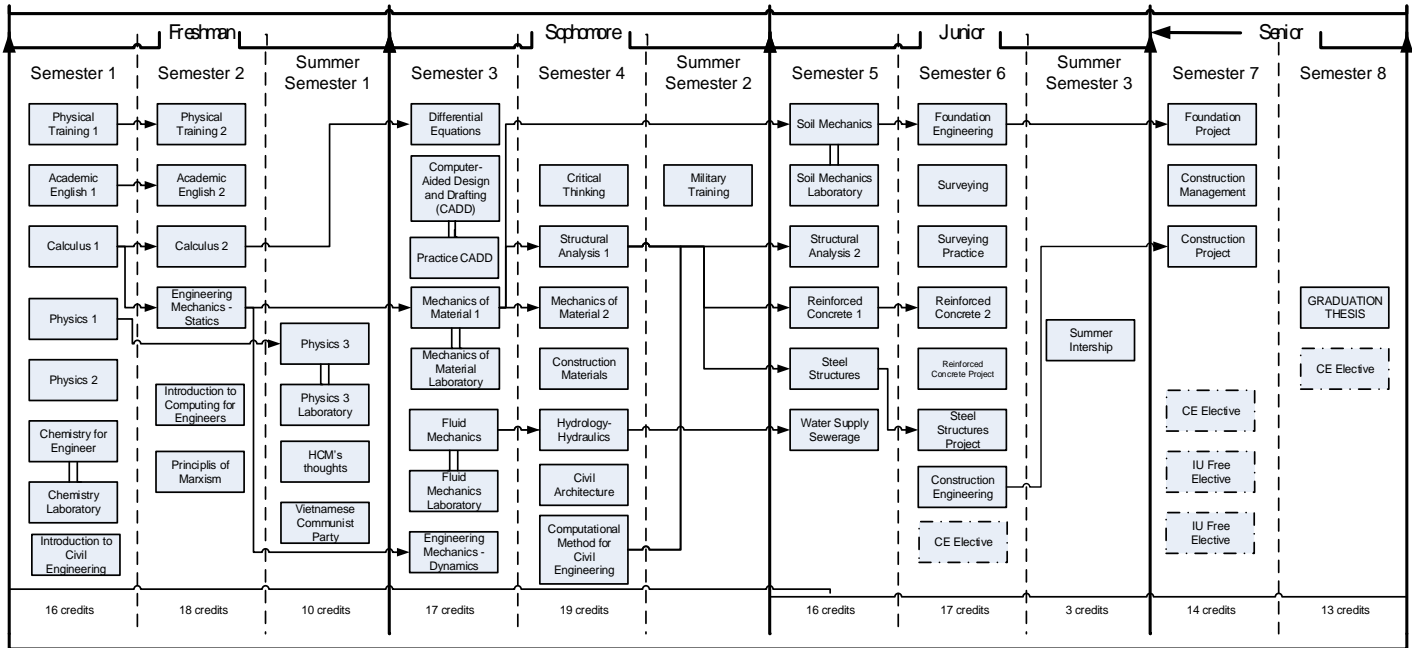 Freshman
Sophomore
Junior
Senior
Semester 1
Semester 2
Summer
Semester 1
Semester 3
Semester 4
Summer
Semester 2
Semester 5
Semester 6
Summer
Semester 3
Semester 7
Semester 8
Physical
Training 1
Academic
English 1
Calculus 1
Physics 1
Physics 2
Chemistry for
Engineer
Chemistry
Laboratory
Introduction to
Civil
Engineering
Physical
Training 2
Academic
English 2
Calculus 2
Engineering
Mechanics -
Statics
Introduction to
Computing for
Engineers
Principlis of
Marxism
Physics 3
Physics 3
Laboratory
HCM's
thoughts
Vietnamese
Communist
Party
Differential
Equations
Computer-
Aided Design
and Drafting
(CADD)
Practice CADD
Mechanics of
Material 1
Mechanics of
Material
Laboratory
Fluid
Mechanics
Fluid
Mechanics
Laboratory
Engineering
Mechanics -
Dynamics
Critical
Thinking
Structural
Analysis 1
Mechanics of
Material 2
Construction
Materials
Hydrology-
Hydraulics
Civil
Architecture
Computational
Method for
Civil
Engineering
Military
Training
Soil Mechanics
Soil Mechanics
Laboratory
Structural
Analysis 2
Reinforced
Concrete 1
Steel
Structures
Water Supply
Sewerage
Foundation
Engineering
Surveying
Surveying
Practice
Reinforced
Concrete 2
Reinforced
Concrete Project
Steel
Structures
Project
Construction
Engineering
CE Elective
Summer
Intership
Foundation
Project
Construction
Management
Construction
Project
CE Elective
IU Free
Elective
IU Free
Elective
GRADUATION
THESIS
CE Elective
16 credits
18 credits
10 credits
17 credits
19 credits
16 credits
17 credits
3 credits
14 credits
13 credits